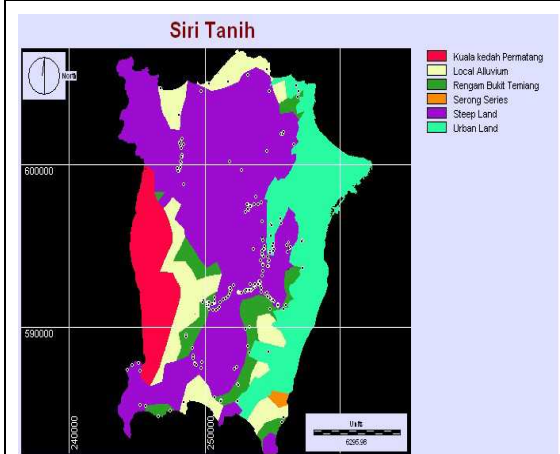 Siri Tanih
North
Kuala kedah Permatang
Local Alluvium
Rengam Bukit Temiang
Serong Series
Steep Land
Urban Land
600000
590000
240000
250000
Units
6295.98